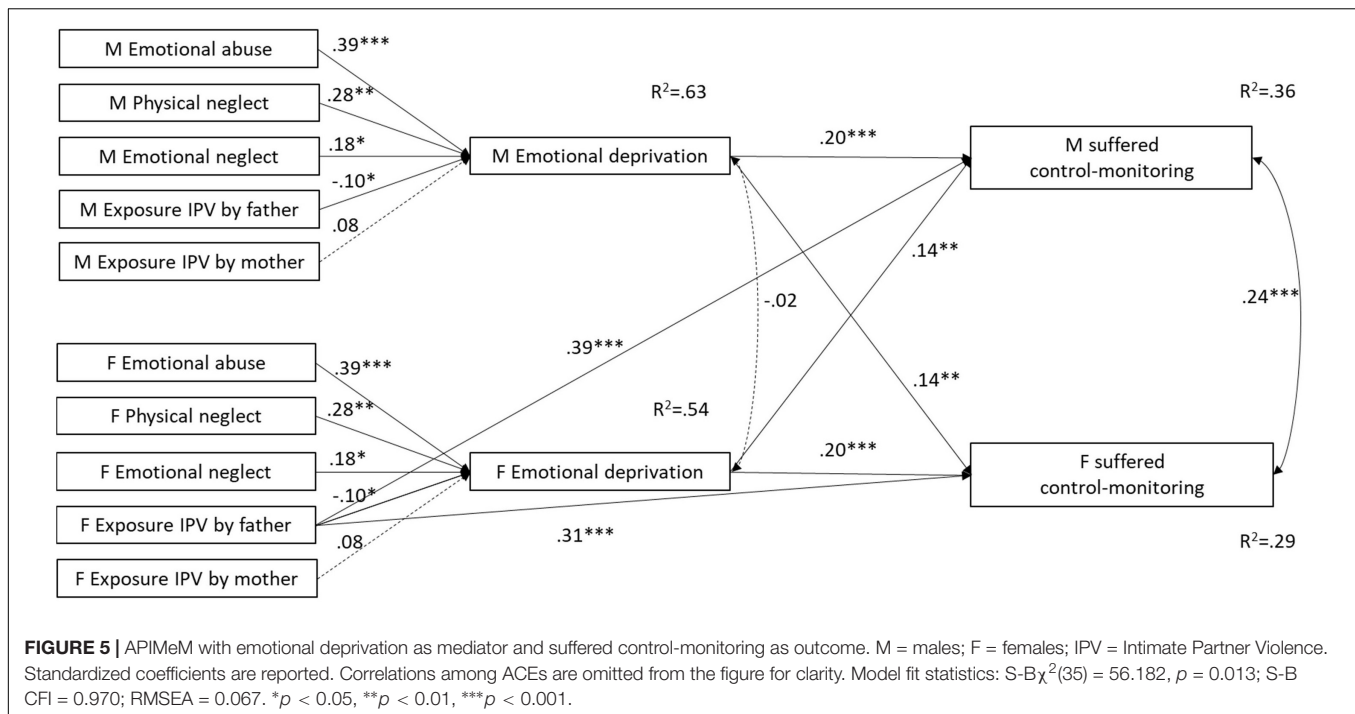 M Emotional abuse
.39***
M Physical neglect
.28**
R²=.63
R²=.36
M Emotional neglect
.18*
M Emotional deprivation
.20***
M suffered
control-monitoring
M Exposure IPV by father
-.10*
M Exposure IPV by mother
.08
.14**
-.02
.24***
.39***
.14**
F Emotional abuse
.39***
F Physical neglect
.28**
R²=.54
F Emotional neglect
.18*
F Emotional deprivation
.20***
F suffered
control-monitoring
F Exposure IPV by father
-.10*
.31***
F Exposure IPV by mother
.08
R²=.29
FIGURE 5 | APIMeM with emotional deprivation as mediator and suffered control-monitoring as outcome. M = males; F = females; IPV = Intimate Partner Violence.
Standardized coefficients are reported. Correlations among ACEs are omitted from the figure for clarity. Model fit statistics: S-Bχ²(35) = 56.182, p = 0.013; S-B
CFI = 0.970; RMSEA = 0.067. *p < 0.05, **p < 0.01, ***p < 0.001.